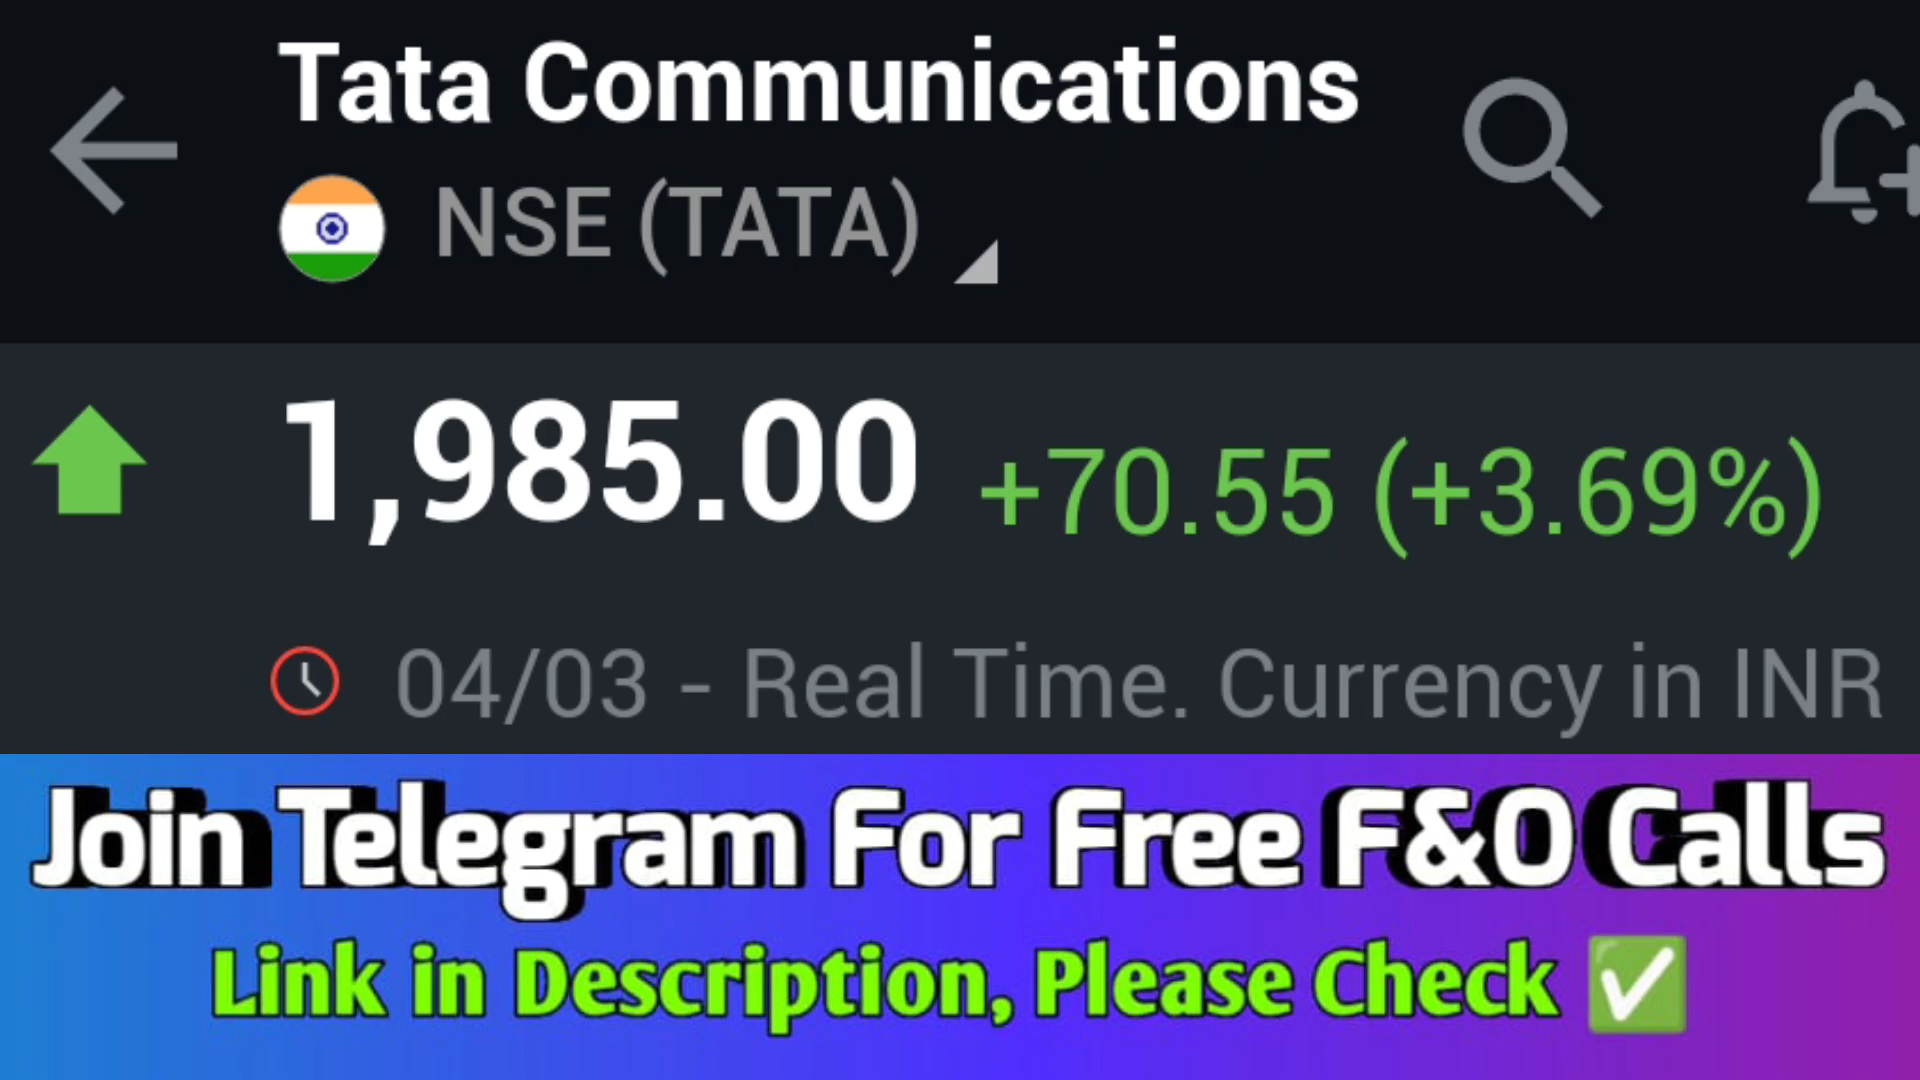 Tata Communications
NSE (TATA)
1,985.00 +70.55 (+3.69%)
04/03 - Real Time. Currency in INR
Join Telegram For Free F&O Calls
Link in Description, Please Check ✅